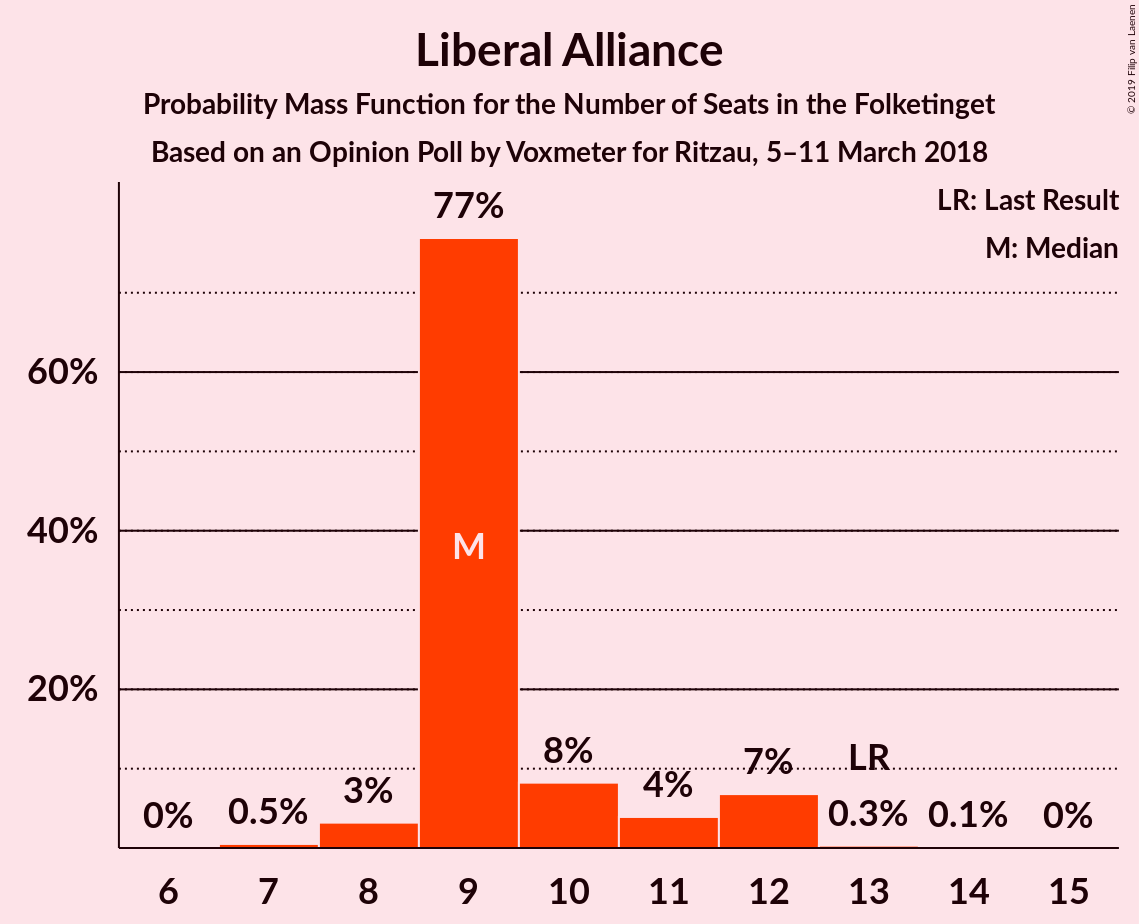 Liberal Alliance
Probability Mass Function for the Number of Seats in the Folketinget
Based on an Opinion Poll by Voxmeter for Ritzau, 5–11 March 2018
© 2019 Filip van Laenen
LR: Last Result
M: Median
77%
60%
40%
M
20%
0%
0.5%
3%
8%
4%
7%
LR
0.3%
0.1%
0%
6 7 8 9 10 11 12 13 14 15